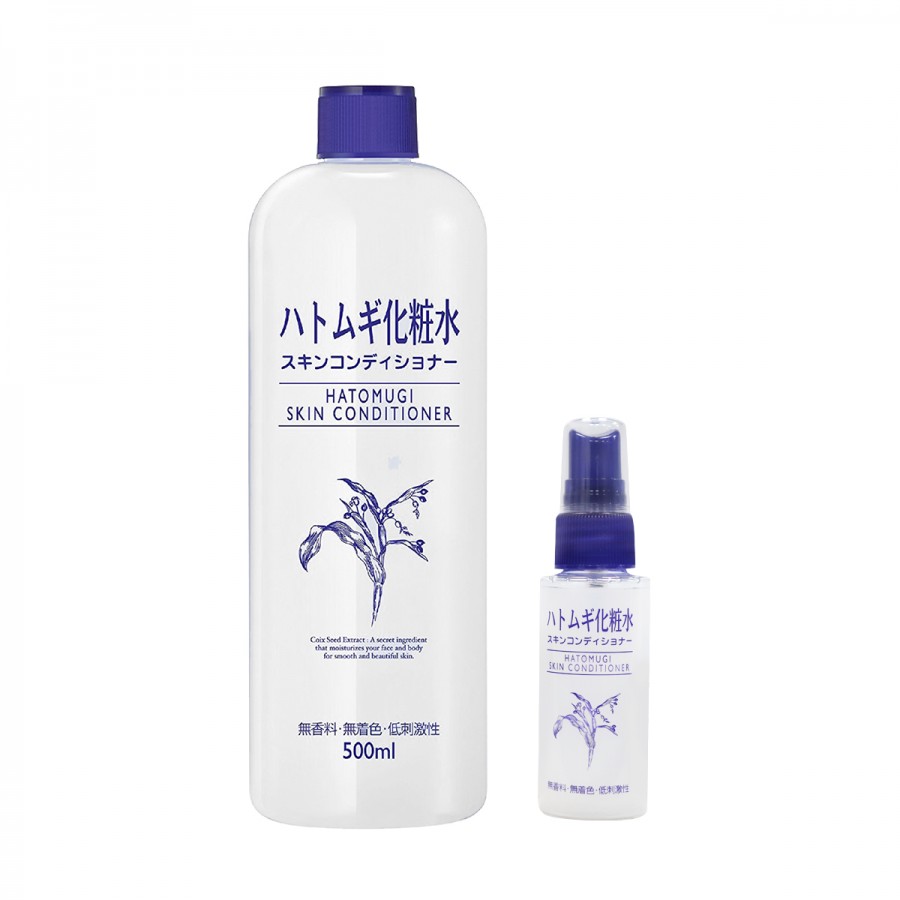 ハトムギ化粧水
スキンコンディショナー
HATOMUGI
SKIN CONDITIONER
Coix Seed Extract : A secret ingredient
that moisturizes your face and body
for smooth and beautiful skin.
無香料・無着色・低刺激性
500ml
ハトムギ化粧水
スキンコンディショナー
HATOMUGI
SKIN CONDITIONER
無香料・無着色・低刺激性